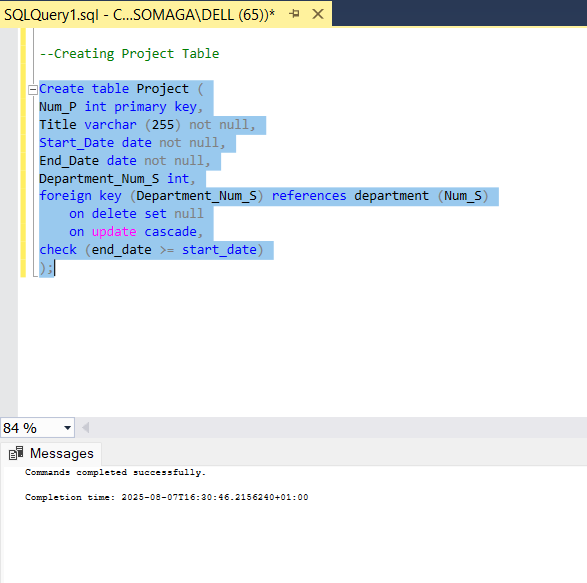 SQLQuery1.sql - C...SOMAGA\DELL (65))*
--Creating Project Table
Create table Project (
Num_P int primary key,
Title varchar (255) not null,
Start_Date date not null,
End_Date date not null,
Department_Num_S int,
foreign key (Department_Num_S) references department (Num_S)
on delete set null
on update cascade,
check (end_date >= start_date)
);
84 %
Messages
Commands completed successfully.
Completion time: 2025-08-07T16:30:46.2156240+01:00